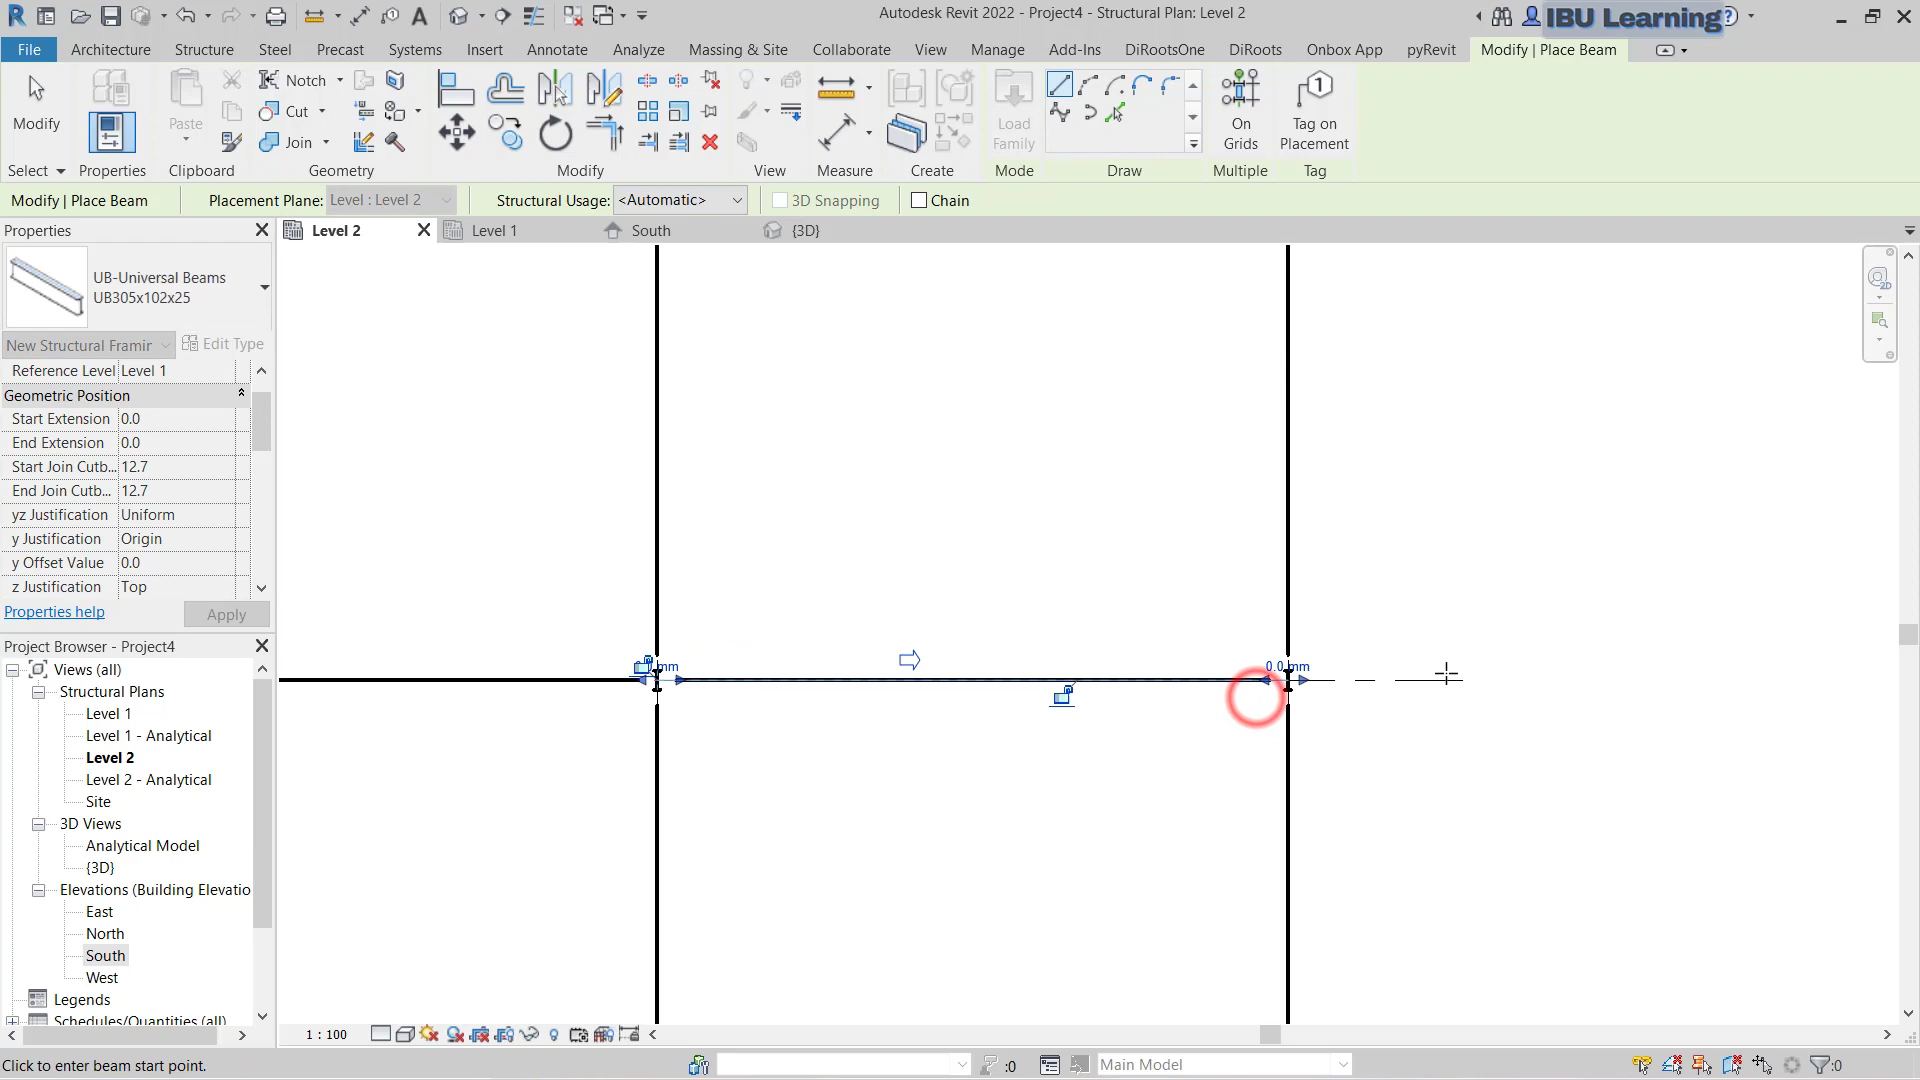 Autodesk Revit 2022 - Project4 - Structural Plan: Level 2
IBU Learning
File Architecture Structure Steel Precast Systems Insert Annotate Analyze Massing & Site Collaborate View Manage Add-Ins DiRootsOne DiRoots Onbox App pyRevit Modify | Place Beam
Modify
Paste
Notch
Cut
Join
Load
Family
On
Grids
Tag on
Placement
Select Properties Clipboard Geometry Modify View Measure Create Mode Draw Multiple Tag
Modify | Place Beam Placement Plane: Level : Level 2 Structural Usage: <Automatic> 3D Snapping Chain
Properties
Level 2
Level 1
South
{3D}
UB-Universal Beams
UB305x102x25
New Structural Framir Edit Type
Reference Level Level 1
Geometric Position
Start Extension 0.0
End Extension 0.0
Start Join Cutb... 12.7
End Join Cutb... 12.7
yz Justification Uniform
y Justification Origin
y Offset Value 0.0
z Justification Top
Properties help Apply
mm
0.0 mm
2D
Project Browser - Project4
Views (all)
Structural Plans
Level 1
Level 1 - Analytical
Level 2
Level 2 - Analytical
Site
3D Views
Analytical Model
{3D}
Elevations (Building Elevatio
East
North
South
West
Legends
Schedules/Quantities (all)
1 : 100
Click to enter beam start point.
:0
Main Model
:0